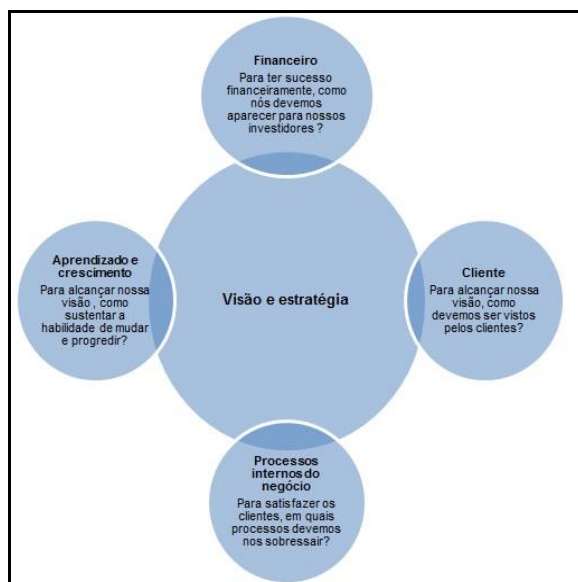 Financeiro
Para ter sucesso
financeiramente, como
nós devemos
aparecer para nossos
investidores ?
Aprendizado e
crescimento
Para alcançar nossa
visão , como
sustentar a
habilidade de mudar
e progredir?
Visão e estratégia
Cliente
Para alcançar nossa
visão, como
devemos ser vistos
pelos clientes?
Processos
internos do
negócio
Para satisfazer os
clientes, em quais
processos devemos
nos sobressair?